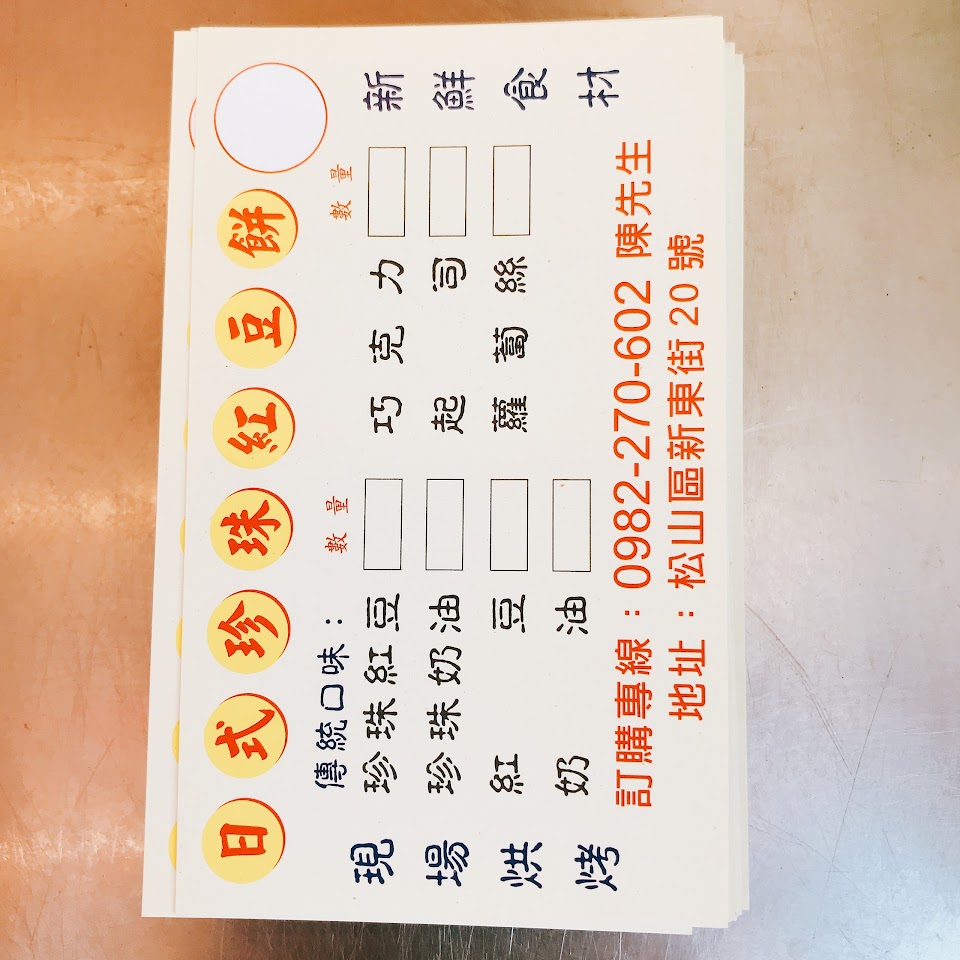 日式珍珠紅豆餅
現場烘烤
新鮮食材
傳統口味：
數量
數量
珍珠紅豆
巧克力
珍珠奶油
起司
紅豆
蘿蔔絲
奶油
訂購專線：0982-270-602 陳先生
地址：松山區新東街20號